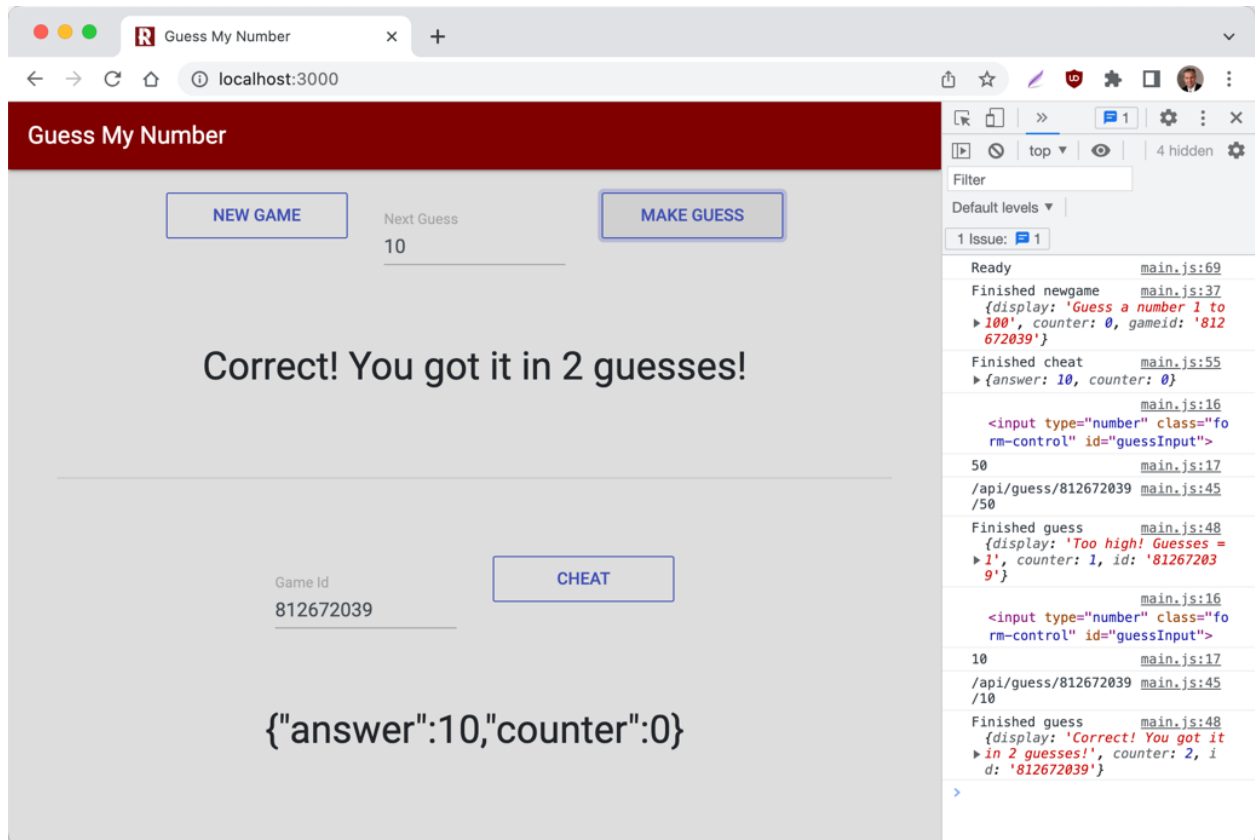 Guess My Number
localhost:3000
Guess My Number
NEW GAME
Next Guess
10
MAKE GUESS
Correct! You got it in 2 guesses!
Game Id
812672039
CHEAT
{"answer":10,"counter":0}
1
top
4 hidden
Filter
Default levels
1 Issue: 1
Ready main.js:69
Finished newgame main.js:37
{display: 'Guess a number 1 to
100', counter: 0, gameid: '812
672039'}
Finished cheat main.js:55
{answer: 10, counter: 0}
main.js:16
<input type="number" class="fo
rm-control" id="guessInput">
50 main.js:17
/api/guess/812672039 main.js:45
/50
Finished guess main.js:48
{display: 'Too high! Guesses =
1', counter: 1, id: '81267203
9'}
main.js:16
<input type="number" class="fo
rm-control" id="guessInput">
10 main.js:17
/api/guess/812672039 main.js:45
/10
Finished guess main.js:48
{display: 'Correct! You got it
in 2 guesses!', counter: 2, i
d: '812672039'}